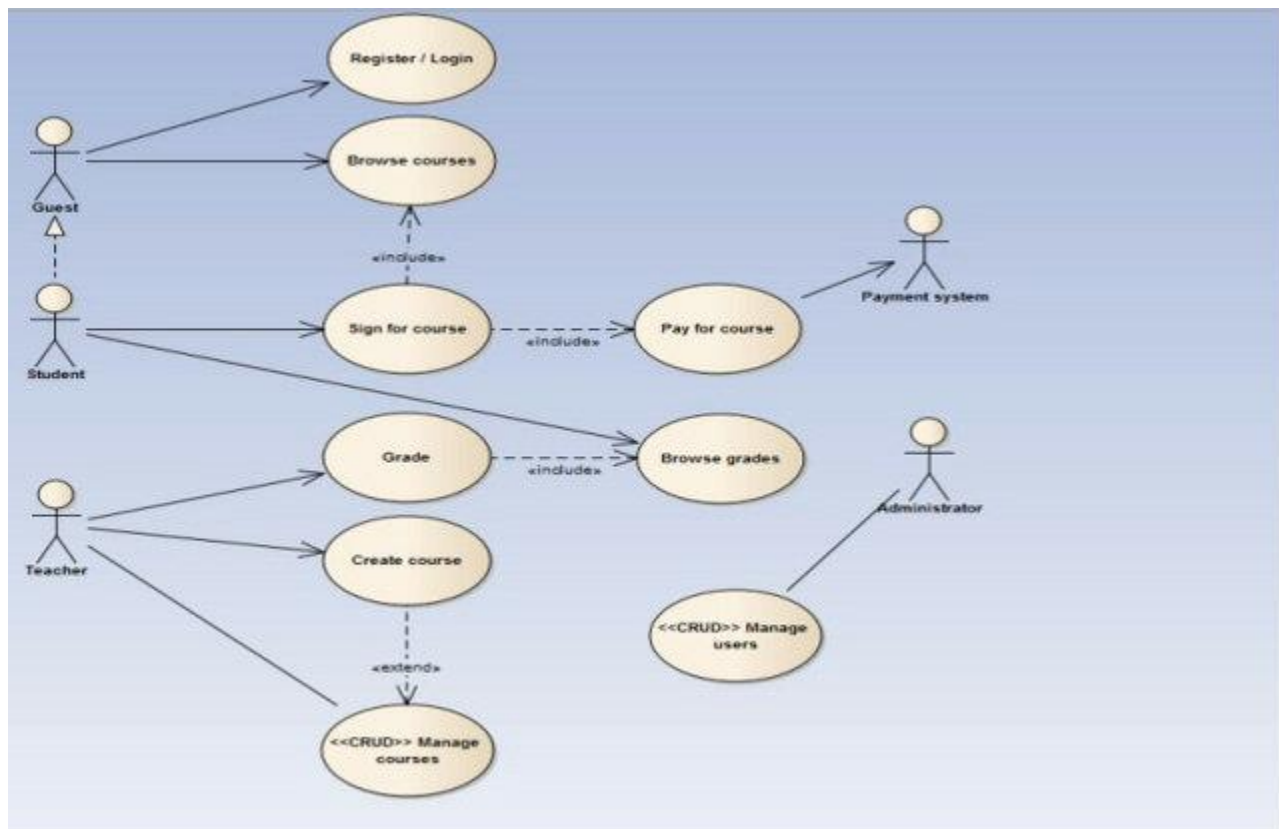 Register / Login
Browse courses
Guest
«include»
Payment system
Sign for course
«include»
Pay for course
Student
Grade
«include»
Browse grades
Administrator
Create course
Teacher
<<CRUD>> Manage
users
«extend»
<<CRUD>> Manage
courses